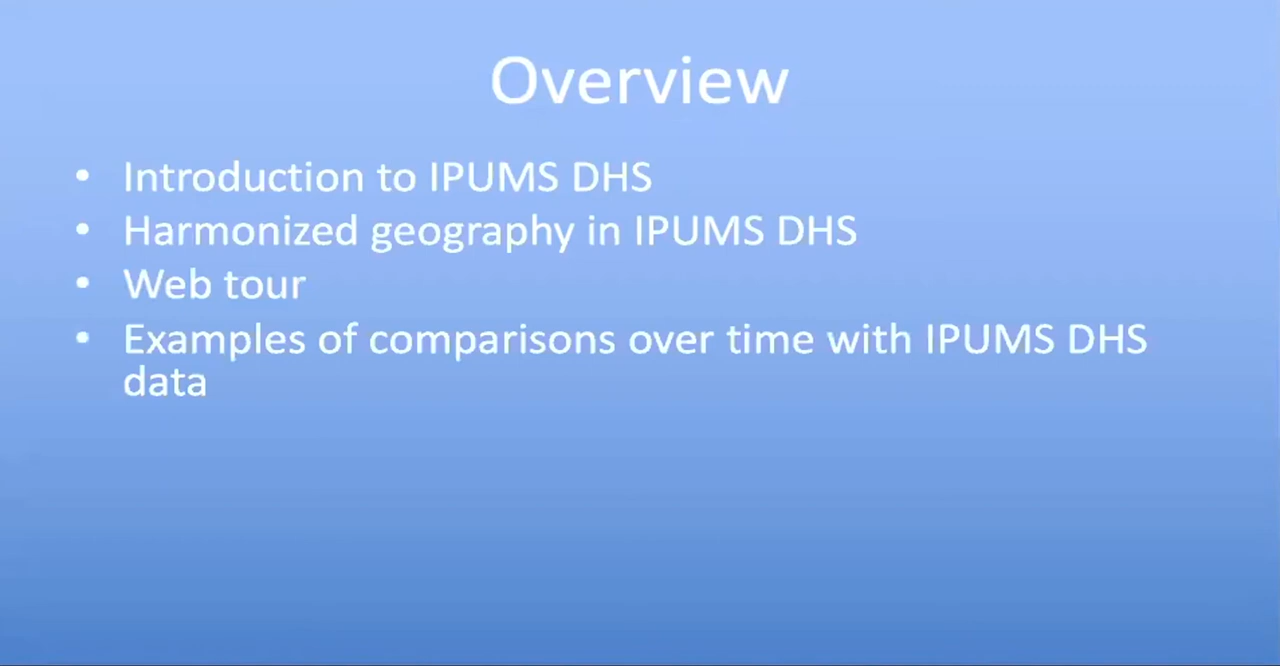 Overview
• Introduction to IPUMS DHS
• Harmonized geography in IPUMS DHS
• Web tour
• Examples of comparisons over time with IPUMS DHS
data